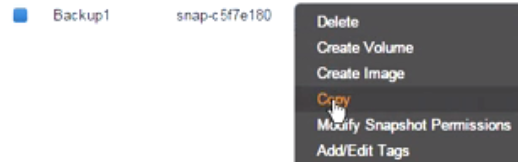 Backup1 snap-c5f7e180
Delete
Create Volume
Create Image
Copy
Modify Snapshot Permissions
Add/Edit Tags